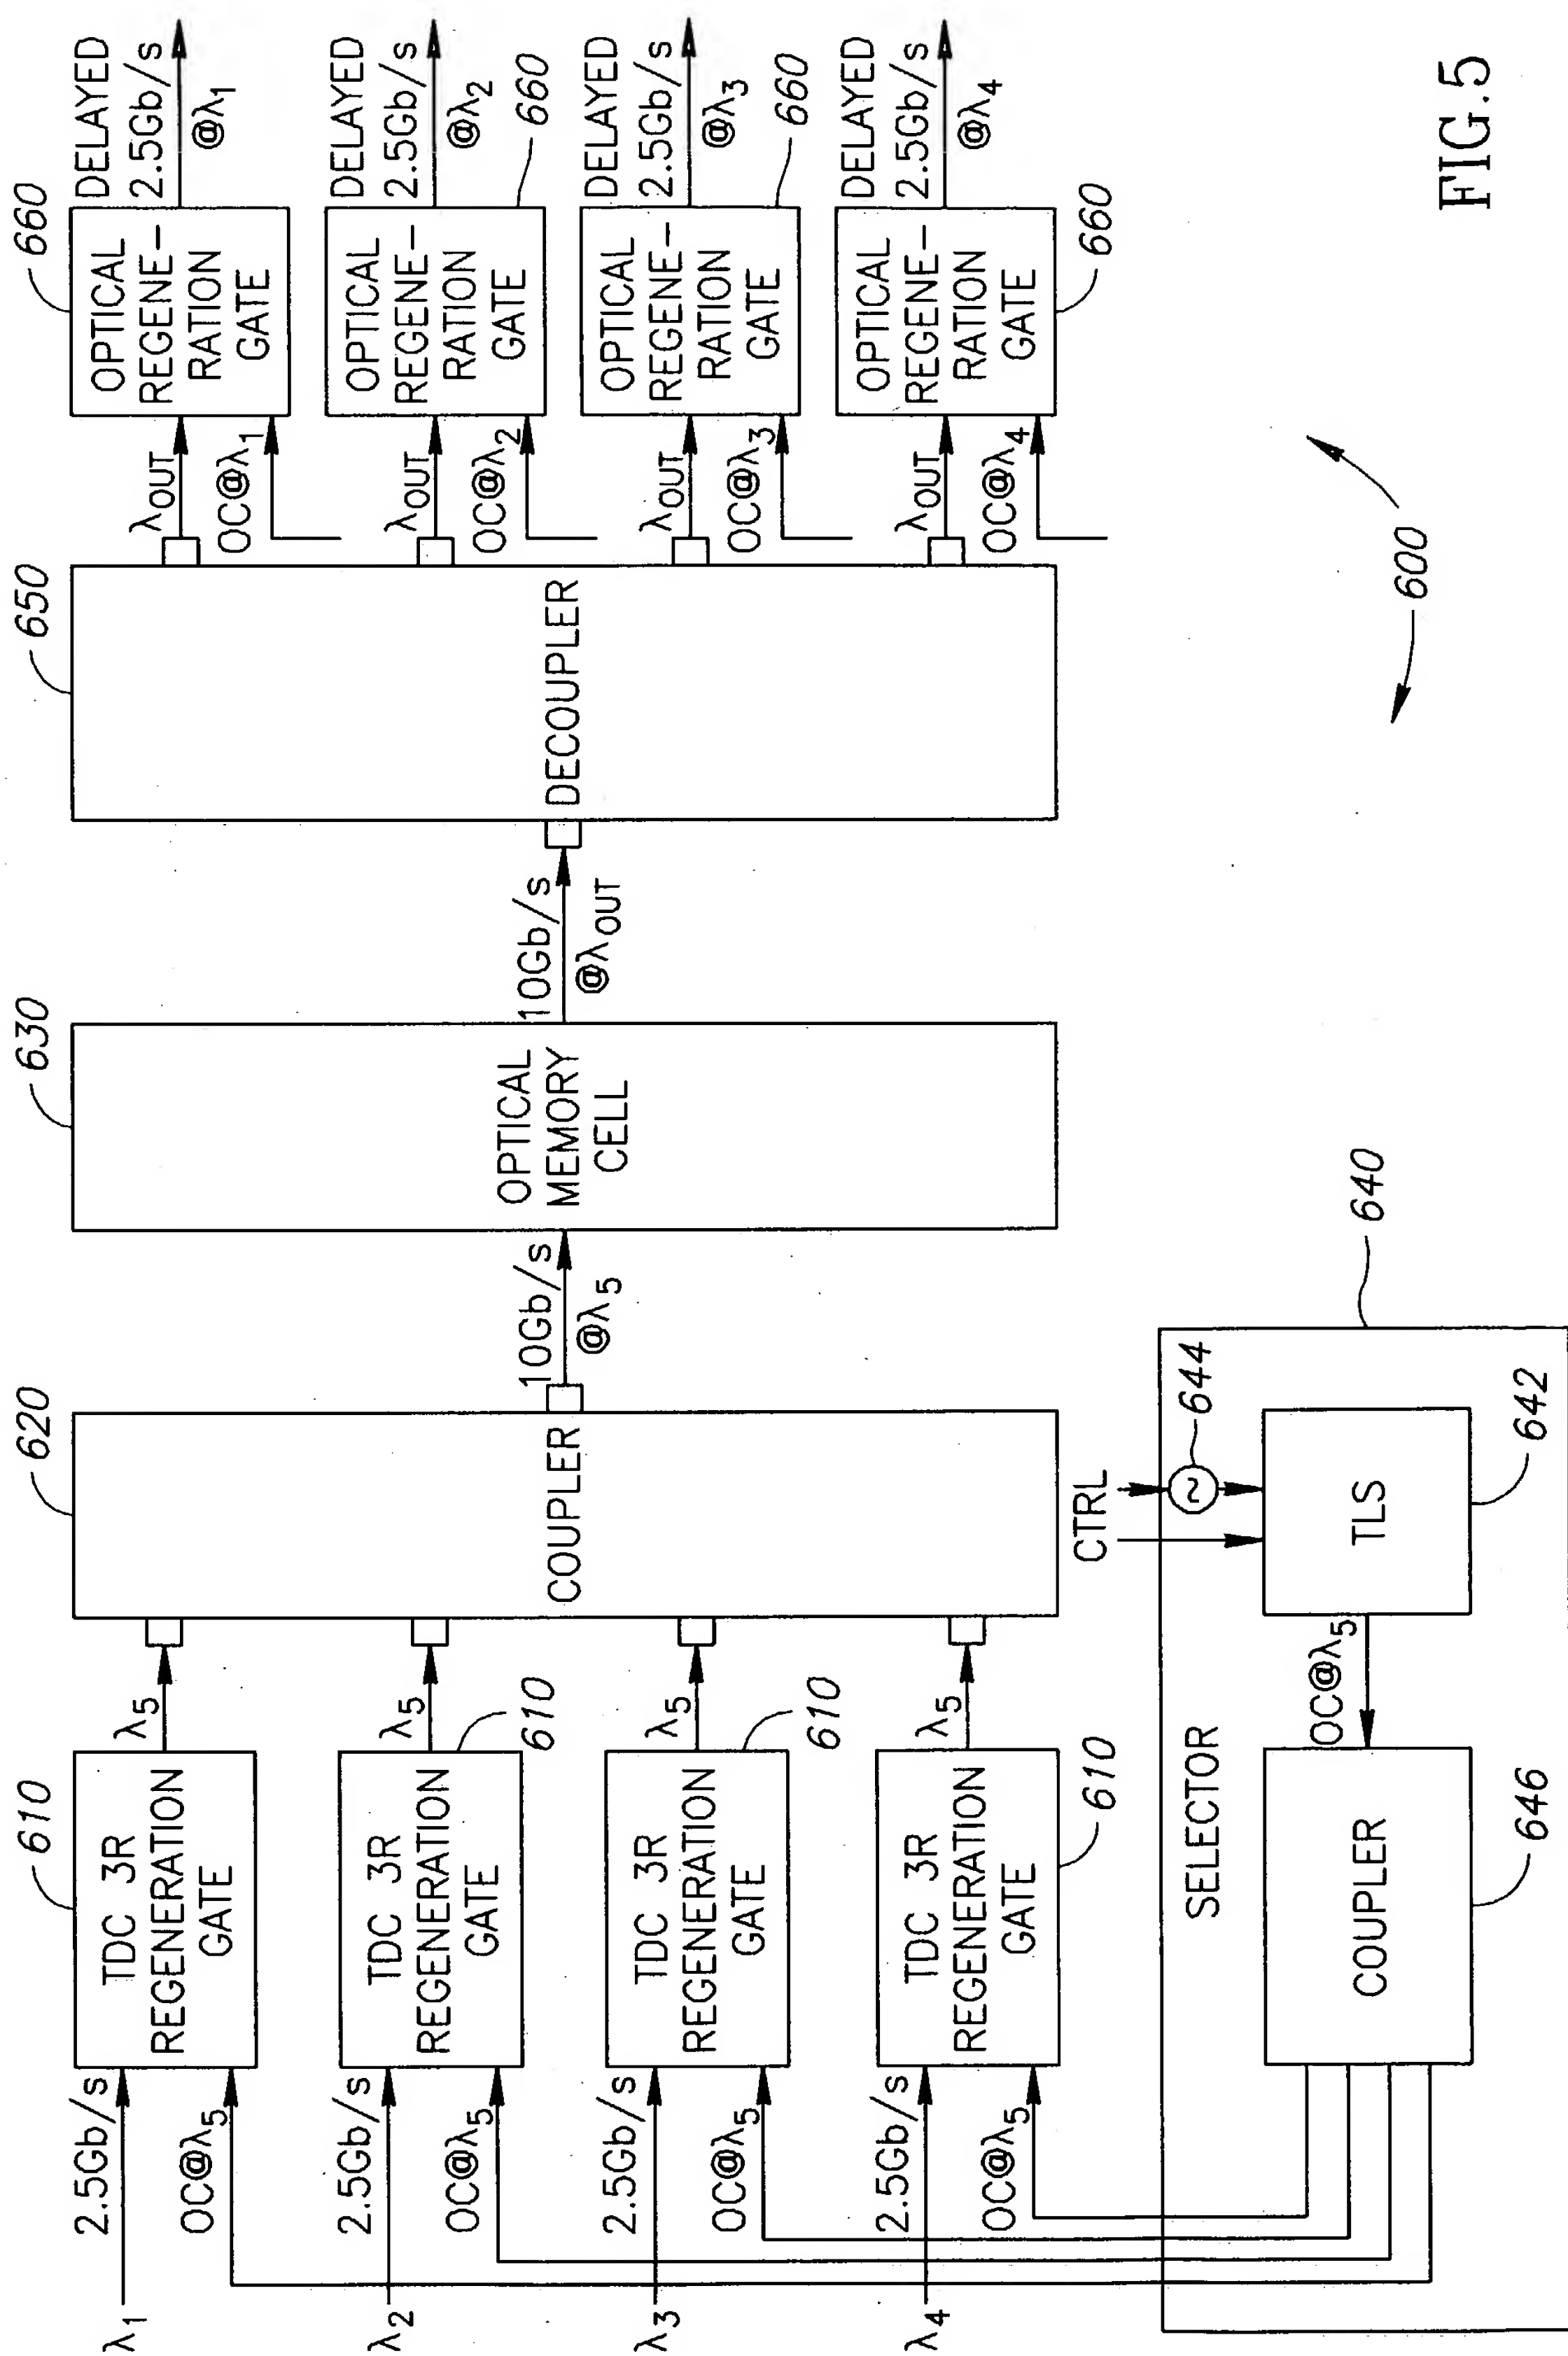 λ1
2.5Gb/s
OC@λ5
610
TDC 3R
REGENERATION
GATE
λ5
λ2
2.5Gb/s
OC@λ5
610
TDC 3R
REGENERATION
GATE
λ5
λ3
2.5Gb/s
OC@λ5
610
TDC 3R
REGENERATION
GATE
λ5
λ4
2.5Gb/s
OC@λ5
610
TDC 3R
REGENERATION
GATE
λ5
620
COUPLER
10Gb/s
@λ5
630
OPTICAL
MEMORY
CELL
10Gb/s
@λOUT
650
DECOUPLER
λOUT
OC@λ1
660
OPTICAL
REGENE-
RATION
GATE
DELAYED
2.5Gb/s
@λ1
λOUT
OC@λ2
660
OPTICAL
REGENE-
RATION
GATE
DELAYED
2.5Gb/s
@λ2
λOUT
OC@λ3
660
OPTICAL
REGENE-
RATION
GATE
DELAYED
2.5Gb/s
@λ3
λOUT
OC@λ4
660
OPTICAL
REGENE-
RATION
GATE
DELAYED
2.5Gb/s
@λ4
SELECTOR
640
CTRL
644
TLS
642
OC@λ5
COUPLER
646
600
FIG.5